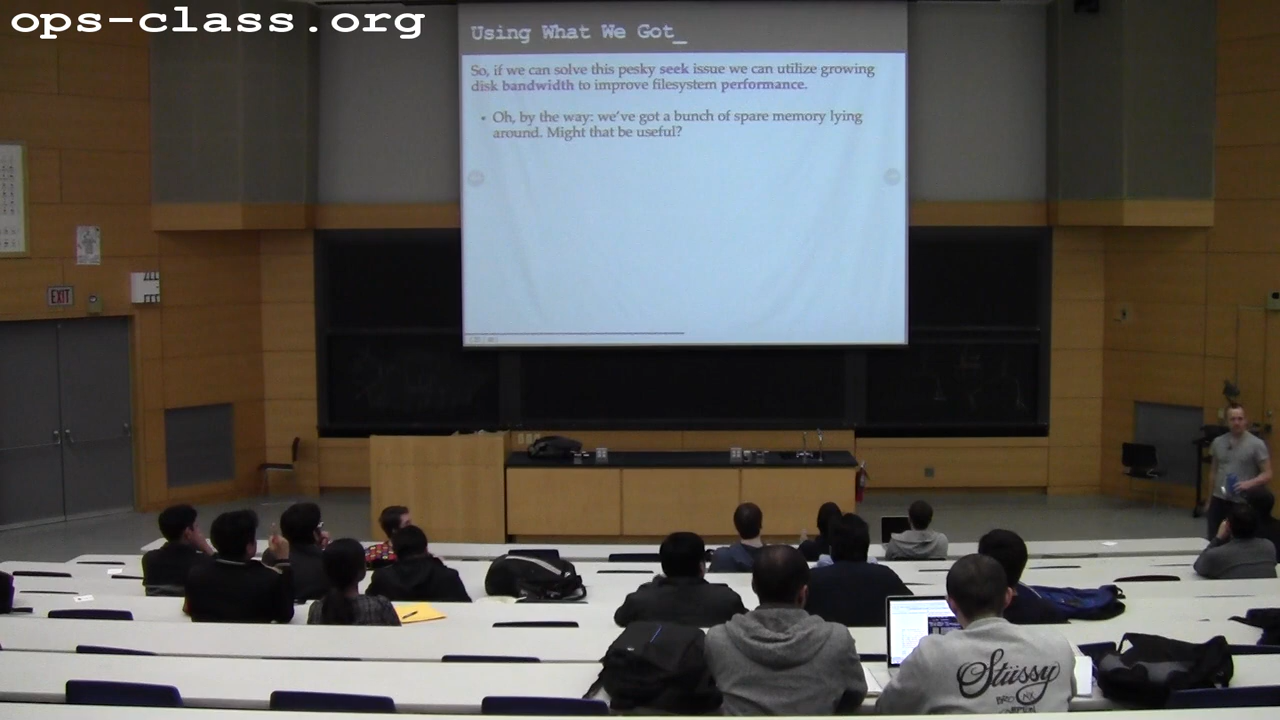 ops-class.org
Using What We Got_
So, if we can solve this pesky seek issue we can utilize growing
disk bandwidth to improve filesystem performance.
• Oh, by the way: we've got a bunch of spare memory lying
around. Might that be useful?
EXIT
Stüssy